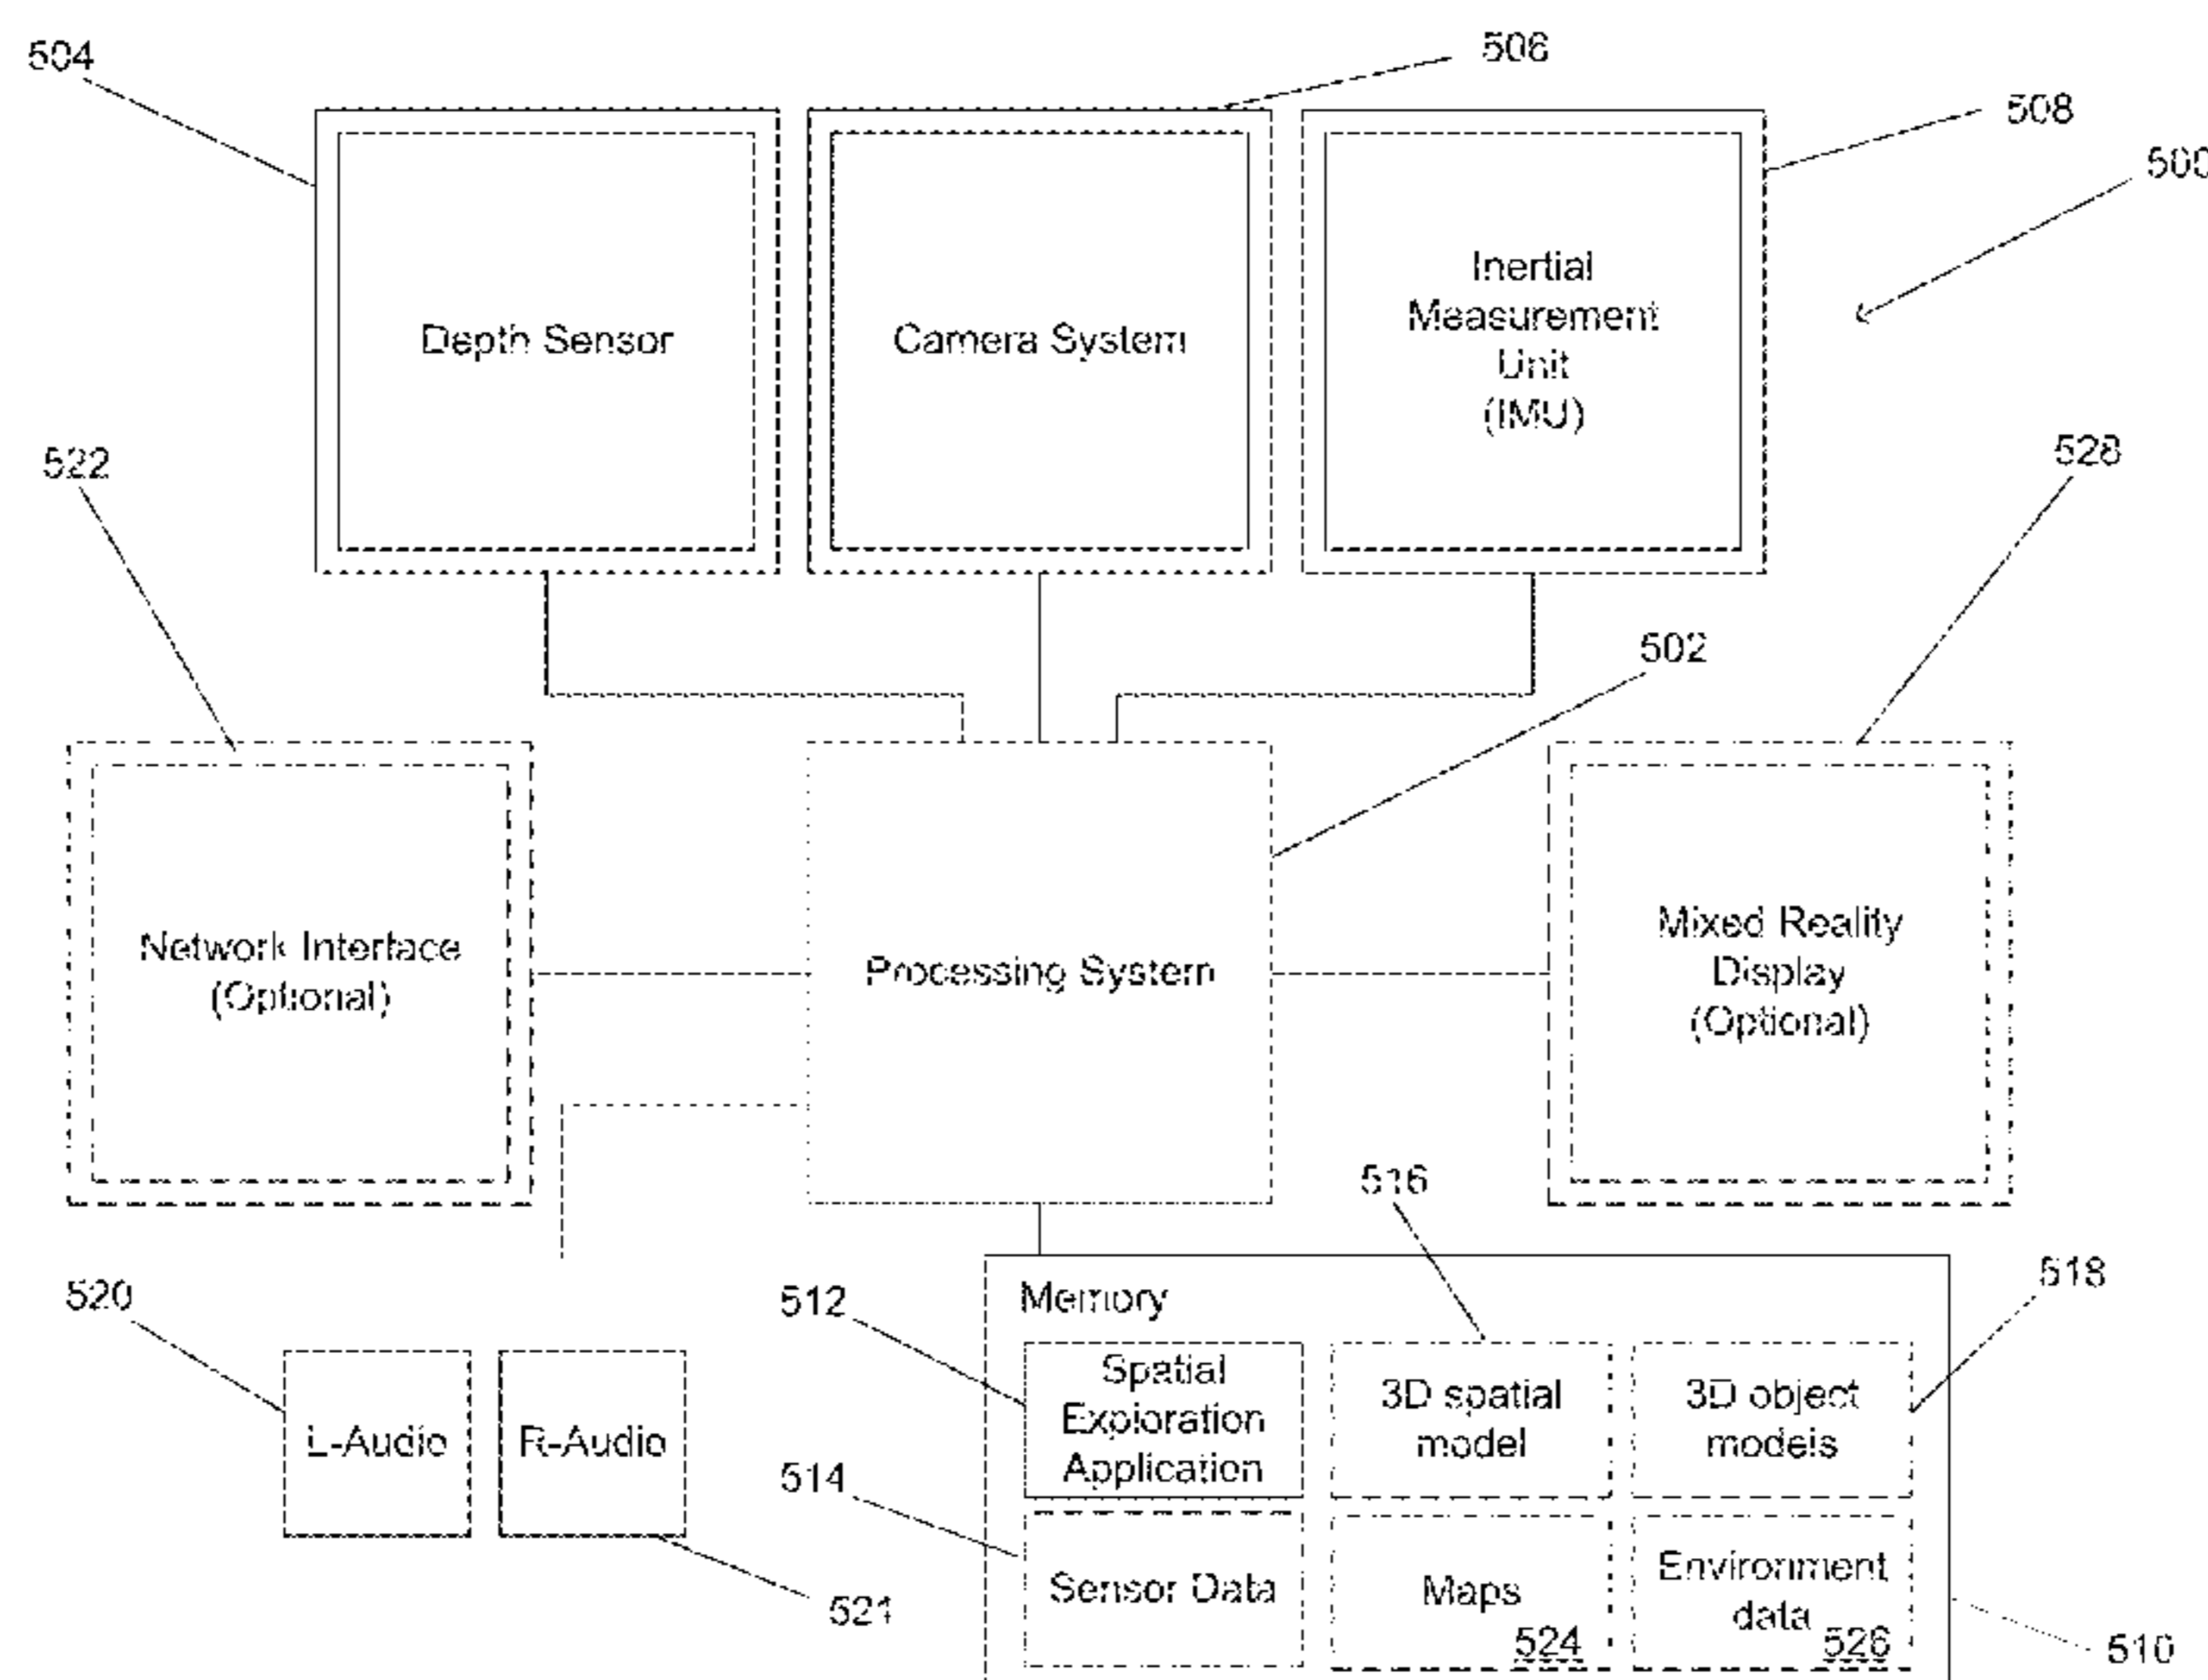 504
506
508
500
Depth Sensor
Camera System
Inertial
Measurement
Unit
(IMU)
522
528
502
Network Interface
(Optional)
Processing System
Mixed Reality
Display
(Optional)
516
518
520
512
Memory
Spatial
Exploration
Application
3D spatial
model
3D object
models
L-Audio
R-Audio
514
Sensor Data
Maps
524
Environment
data
526
521
510